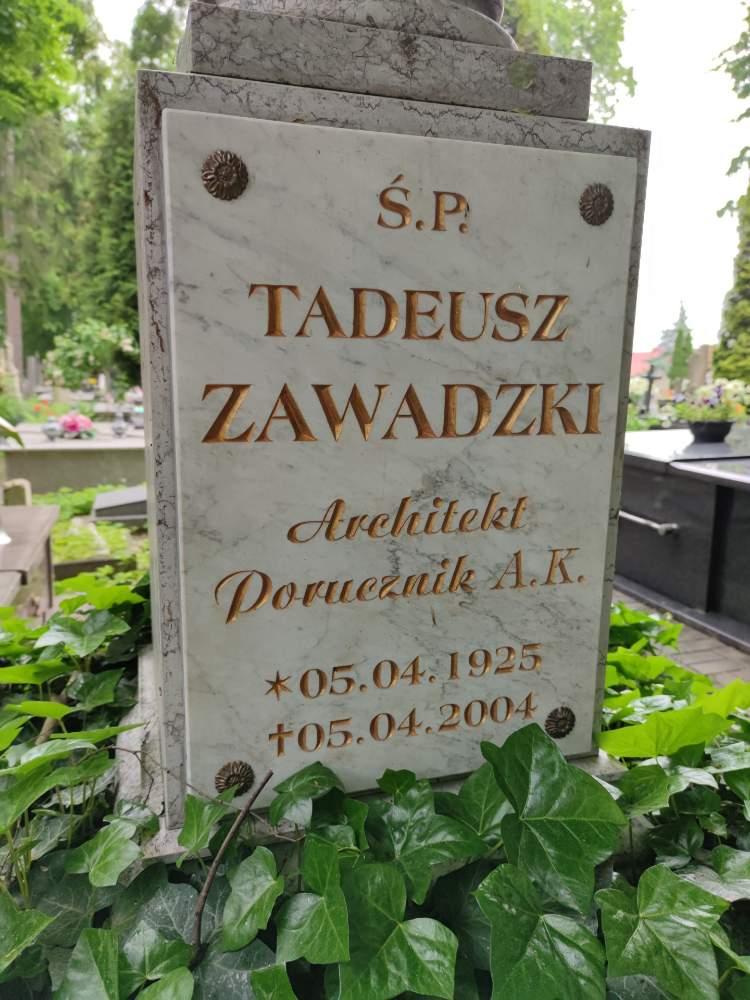 Ś.P.
TADEUSZ
ZAWADZKI
Architekt
Porucznik A.K.
*05.04.1925
†05.04.2004